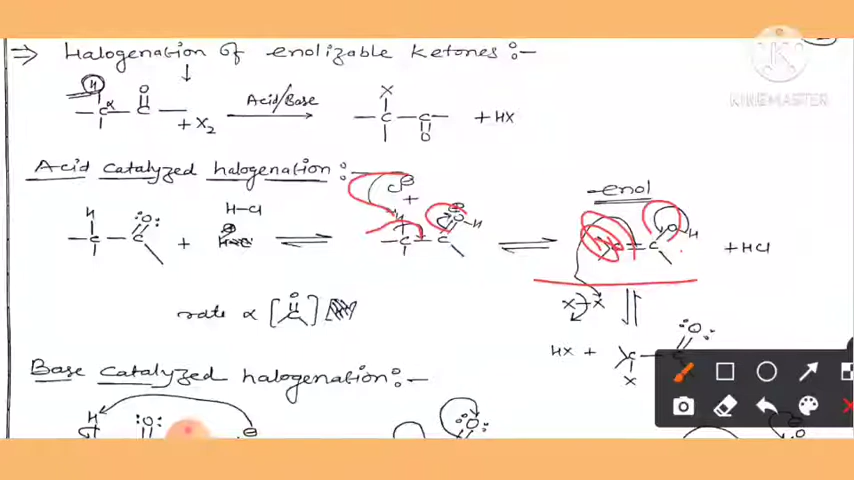 ⇒ Halogenation of enolizable ketones :-
KINEMASTER
H O X
-C^α-C- + X₂ Acid/Base → -C-C- + HX
O
Acid catalyzed halogenation :-
H-Cl
H :O: Cl⊖ + H O-H enol
-C-C + ⇌ -C-C ⇌ C=C O H + HCl
rate ∝ [C=O] X-X
HX + C-C :O:
X
Base catalyzed halogenation :-
H :O: ⊖ :O: ⊖ O: